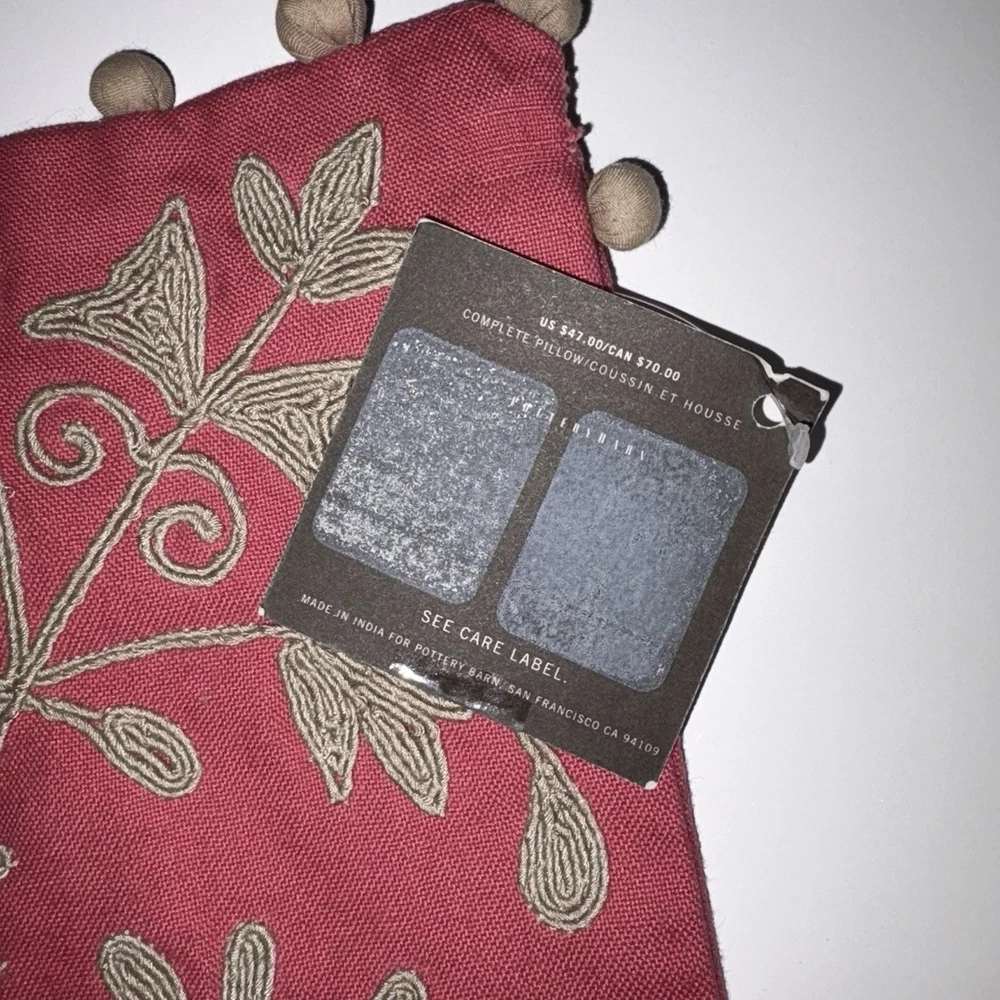 US $47.00/CAN $70.00
COMPLETE PILLOW/COUSSIN ET HOUSSE
SEE CARE LABEL.
MADE IN INDIA FOR POTTERY BARN, SAN FRANCISCO CA 94109